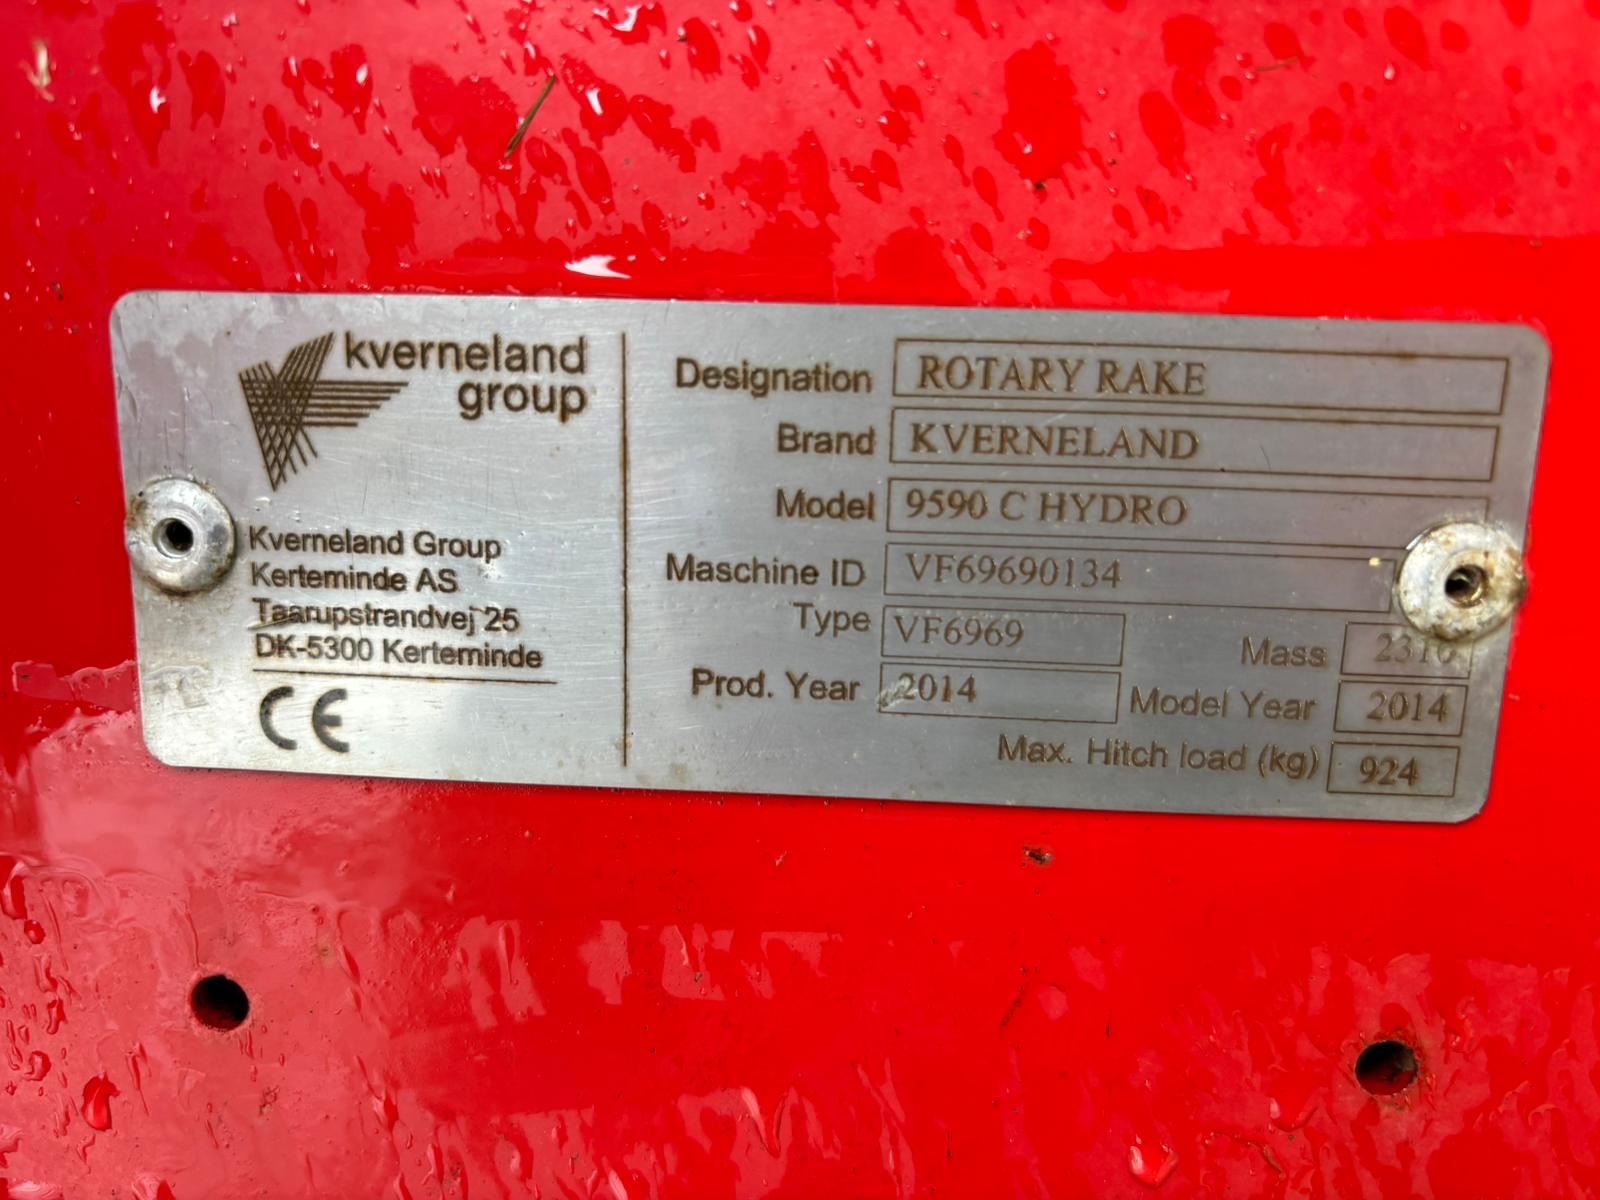 kverneland
group
Kverneland Group
Kerteminde AS
Taarupstrandvej 25
DK-5300 Kerteminde
CE
Designation ROTARY RAKE
Brand KVERNELAND
Model 9590 C HYDRO
Maschine ID VF69690134
Type VF6969 Mass
Prod. Year 2014 Model Year 2014
Max. Hitch load (kg) 924